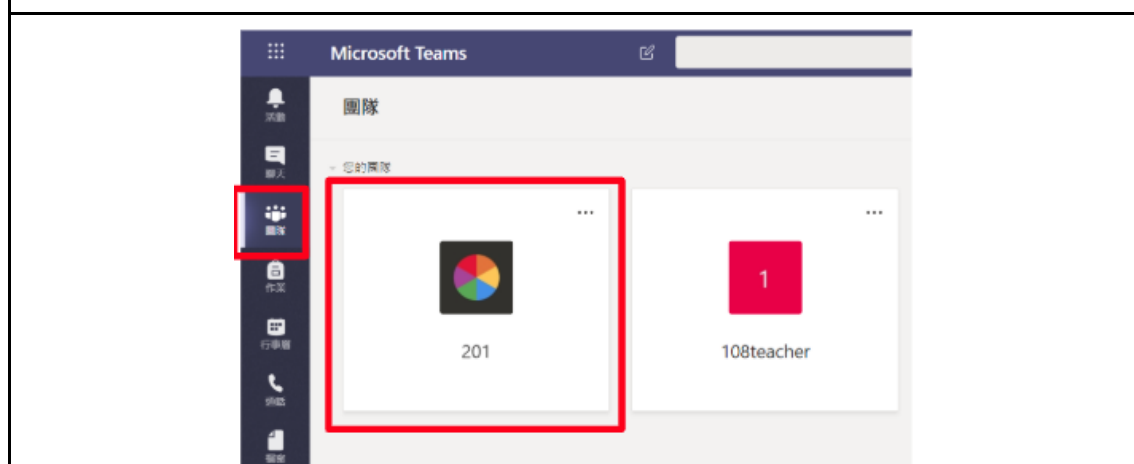 Microsoft Teams
團隊
活動
聊天
團隊
作業
行事曆
通話
檔案
您的團隊
201
1
108teacher